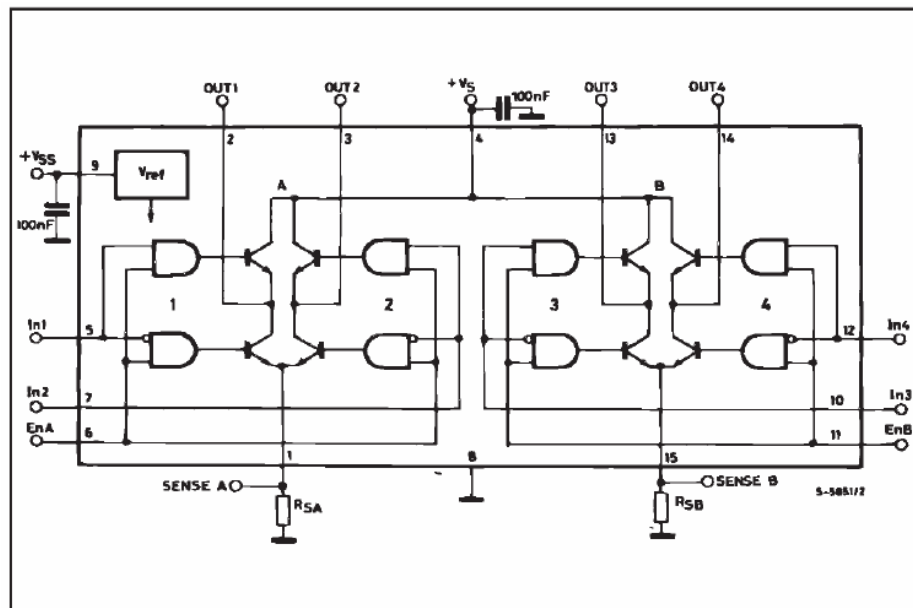 OUT1
OUT2
+Vs
100nF
OUT3
OUT4
2
3
4
13
14
+VSS
9
Vref
100nF
A
B
1
2
3
4
In1
5
12
In4
In2
7
10
In3
EnA
6
11
EnB
1
8
15
SENSE A
SENSE B
S-5851/2
RSA
RSB